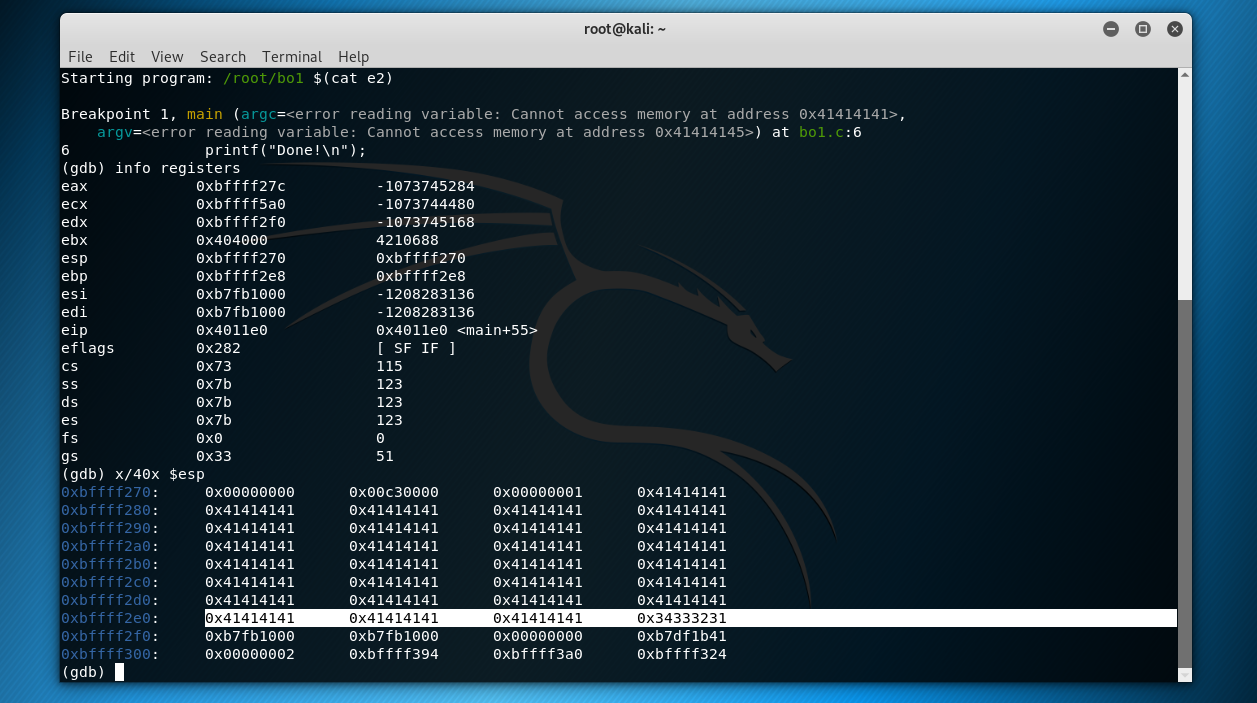 root@kali: ~
File Edit View Search Terminal Help
Starting program: /root/bo1 $(cat e2)
Breakpoint 1, main (argc=<error reading variable: Cannot access memory at address 0x41414141>,
argv=<error reading variable: Cannot access memory at address 0x41414145>) at bo1.c:6
6 printf("Done!\n");
(gdb) info registers
eax 0xbffff27c -1073745284
ecx 0xbffff5a0 -1073744480
edx 0xbffff2f0 -1073745168
ebx 0x404000 4210688
esp 0xbffff270 0xbffff270
ebp 0xbffff2e8 0xbffff2e8
esi 0xb7fb1000 -1208283136
edi 0xb7fb1000 -1208283136
eip 0x4011e0 0x4011e0 <main+55>
eflags 0x282 [ SF IF ]
cs 0x73 115
ss 0x7b 123
ds 0x7b 123
es 0x7b 123
fs 0x0 0
gs 0x33 51
(gdb) x/40x $esp
0xbffff270: 0x00000000 0x00c30000 0x00000001 0x41414141
0xbffff280: 0x41414141 0x41414141 0x41414141 0x41414141
0xbffff290: 0x41414141 0x41414141 0x41414141 0x41414141
0xbffff2a0: 0x41414141 0x41414141 0x41414141 0x41414141
0xbffff2b0: 0x41414141 0x41414141 0x41414141 0x41414141
0xbffff2c0: 0x41414141 0x41414141 0x41414141 0x41414141
0xbffff2d0: 0x41414141 0x41414141 0x41414141 0x41414141
0xbffff2e0: 0x41414141 0x41414141 0x41414141 0x34333231
0xbffff2f0: 0xb7fb1000 0xb7fb1000 0x00000000 0xb7df1b41
0xbffff300: 0x00000002 0xbffff394 0xbffff3a0 0xbffff324
(gdb)